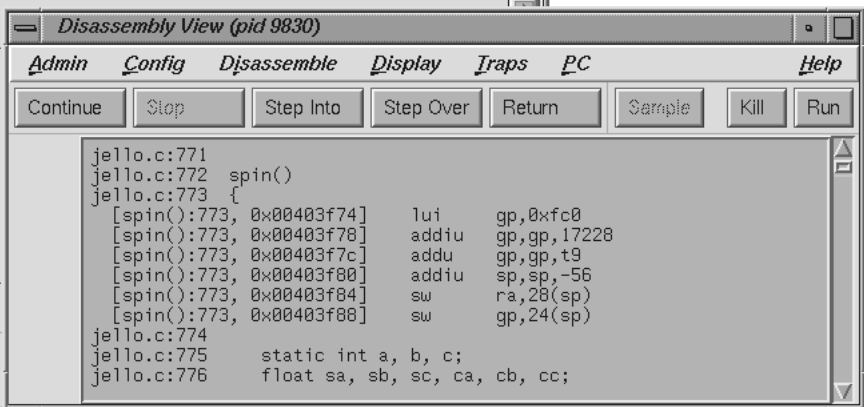 Disassembly View (pid 9830)
Admin Config Disassemble Display Traps PC Help
Continue Stop Step Into Step Over Return Sample Kill Run
jello.c:771
jello.c:772 spin()
jello.c:773 {
[spin():773, 0x00403f74] lui gp,0xfc0
[spin():773, 0x00403f78] addiu gp,gp,17228
[spin():773, 0x00403f7c] addu gp,gp,t9
[spin():773, 0x00403f80] addiu sp,sp,-56
[spin():773, 0x00403f84] sw ra,28(sp)
[spin():773, 0x00403f88] sw gp,24(sp)
jello.c:774
jello.c:775 static int a, b, c;
jello.c:776 float sa, sb, sc, ca, cb, cc;